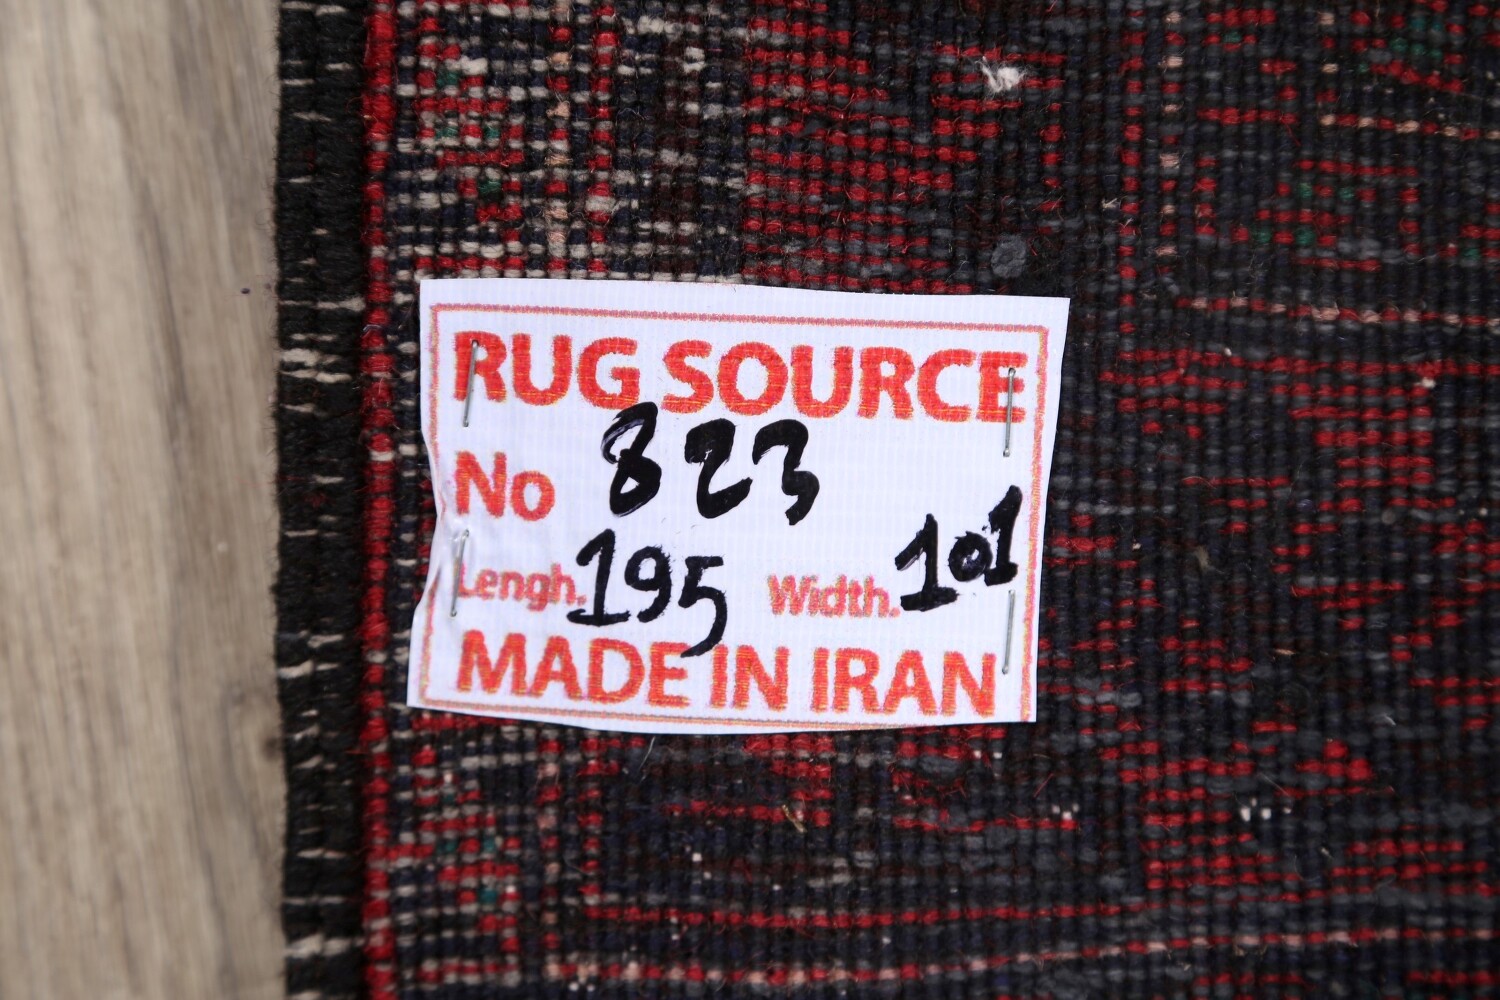 RUG SOURCE
No 823
Lengh. 195 Width. 101
MADE IN IRAN